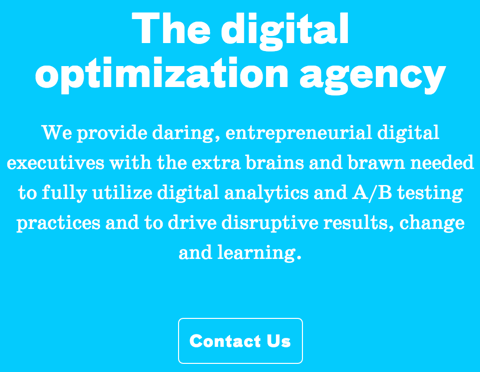 The digital
optimization agency
We provide daring, entrepreneurial digital
executives with the extra brains and brawn needed
to fully utilize digital analytics and A/B testing
practices and to drive disruptive results, change
and learning.
Contact Us